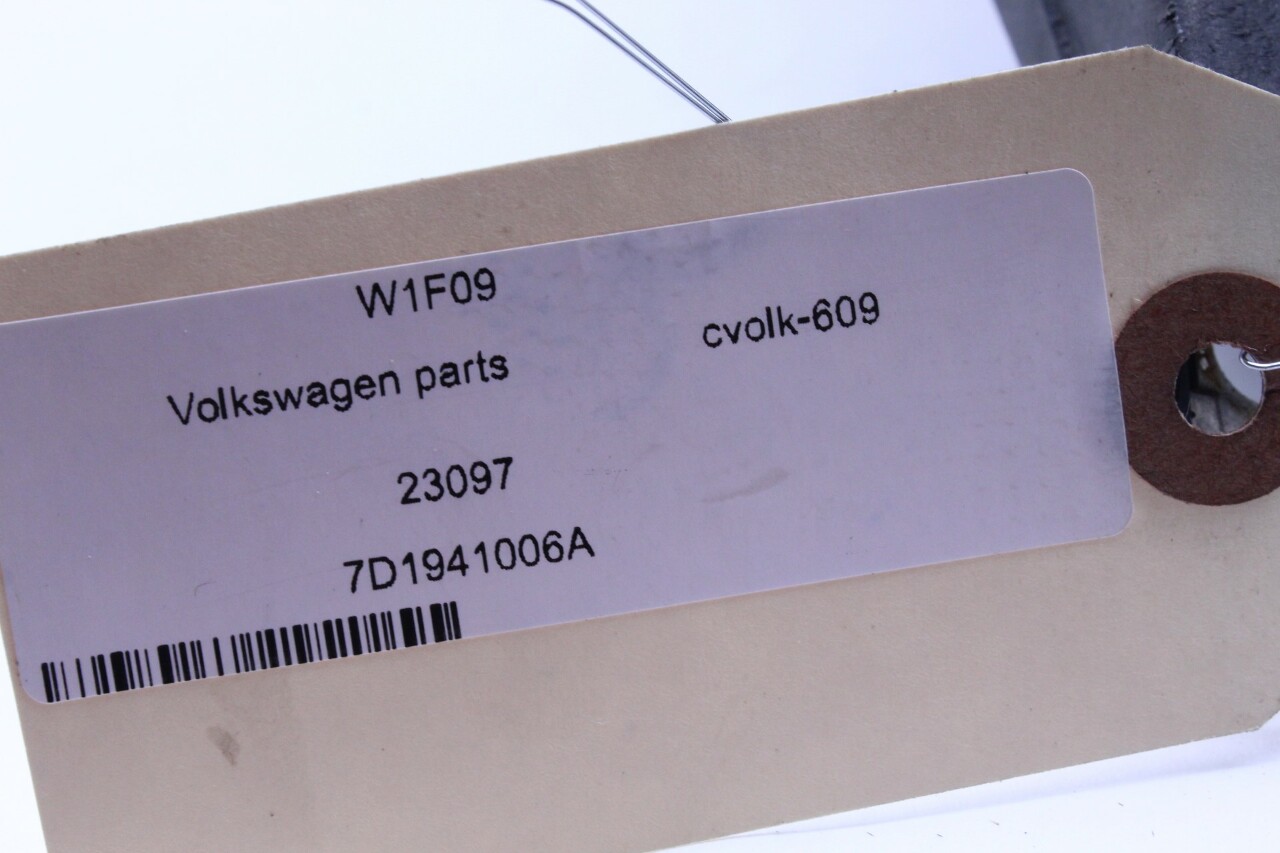 W1F09
cvolk-609
Volkswagen parts
23097
7D1941006A